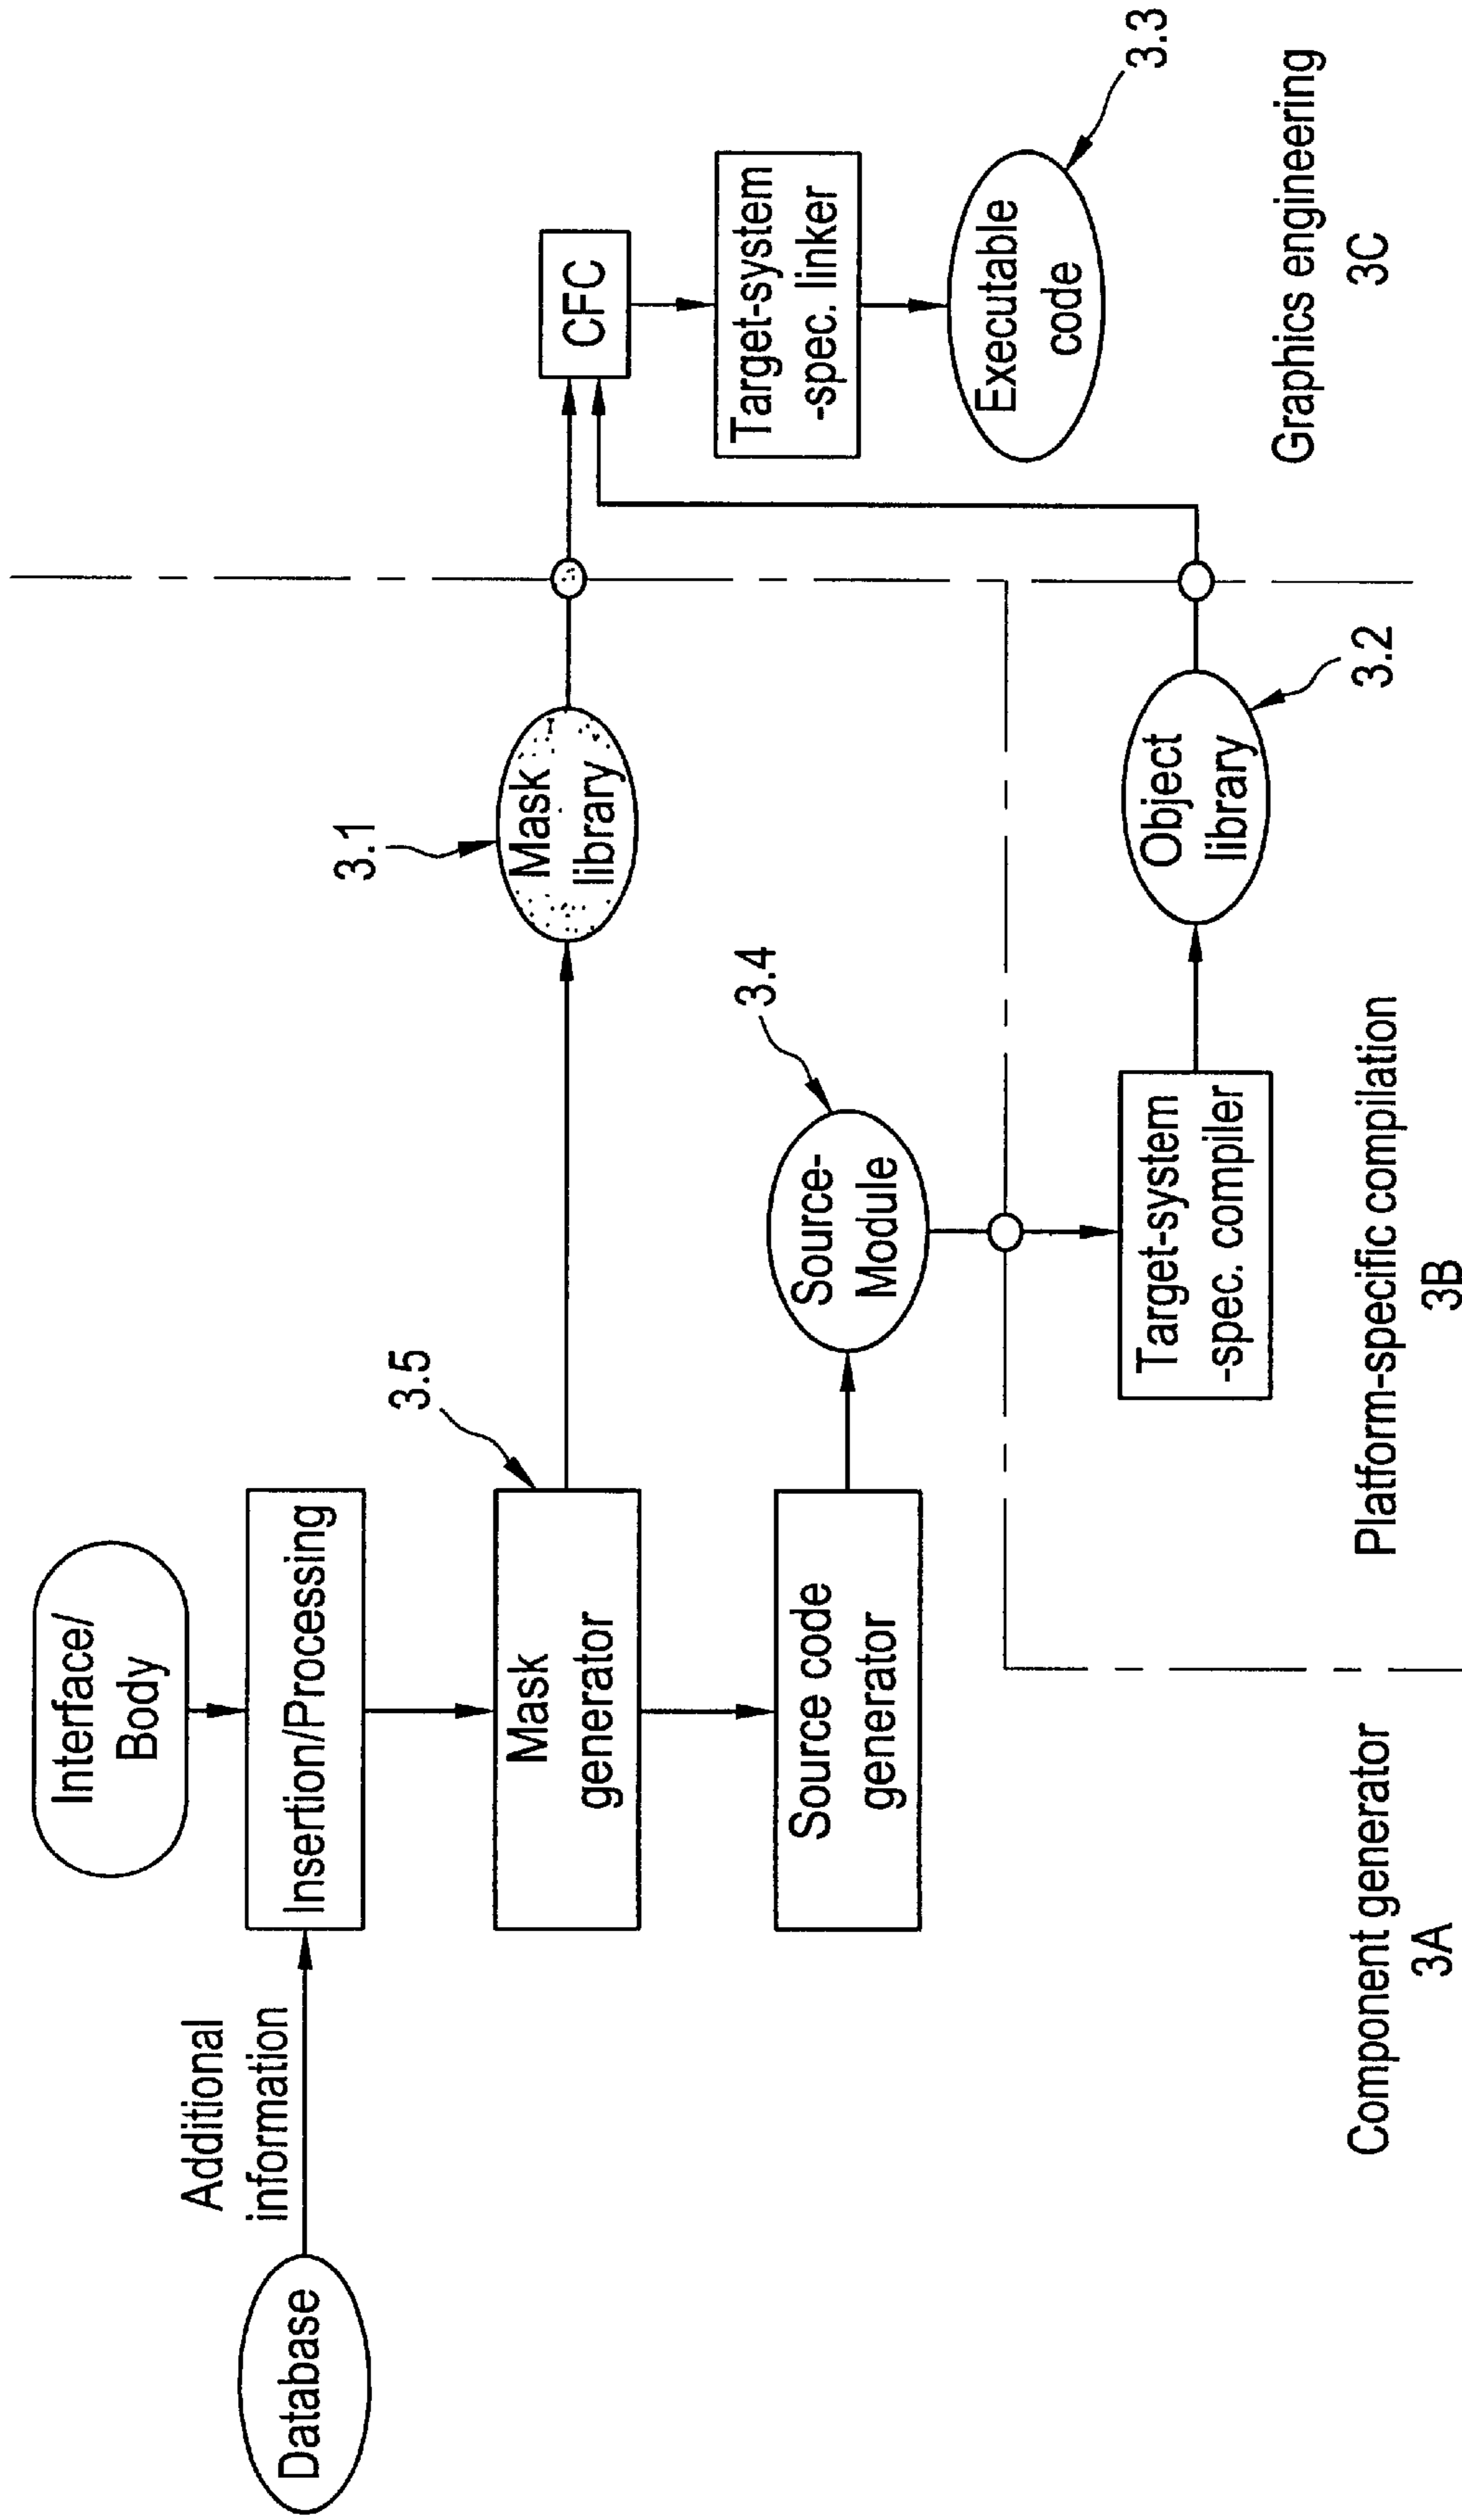 Interface/
Body
Additional
information
Database
Insertion/Processing
3.5
Mask
generator
3.1
Mask
library
CFC
Source code
generator
3.4
Source-
Module
Target-system
-spec. linker
Executable
code
3.3
Target-system
-spec. compiler
Object
library
3.2
Component generator
3A
Platform-specific compilation
3B
Graphics engineering
3C